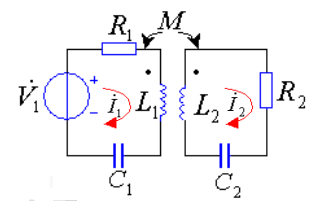 R₁
M
+
V̇₁
−
İ₁
L₁
L₂
İ₂
R₂
C₁
C₂